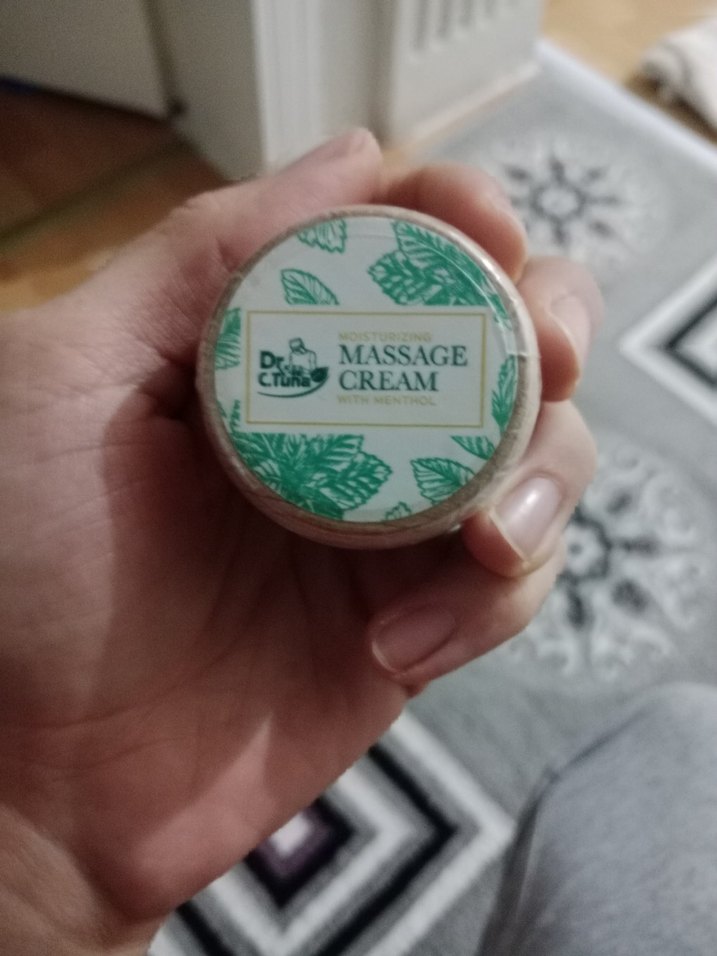 Dr.
C.Tuna
MOISTURIZING
MASSAGE
CREAM
WITH MENTHOL